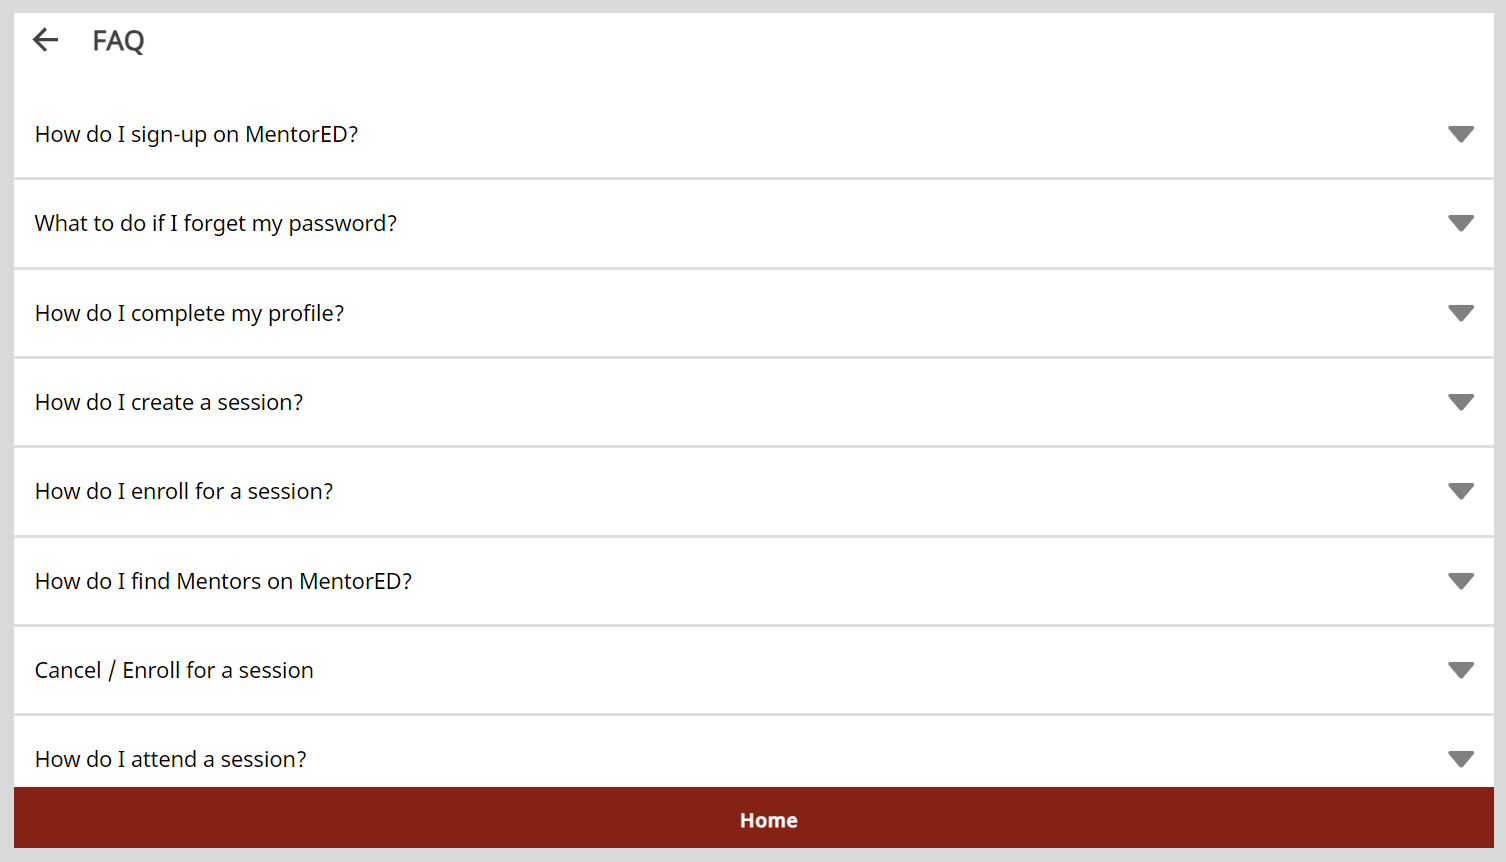 FAQ
How do I sign-up on MentorED?
What to do if I forget my password?
How do I complete my profile?
How do I create a session?
How do I enroll for a session?
How do I find Mentors on MentorED?
Cancel / Enroll for a session
How do I attend a session?
Home